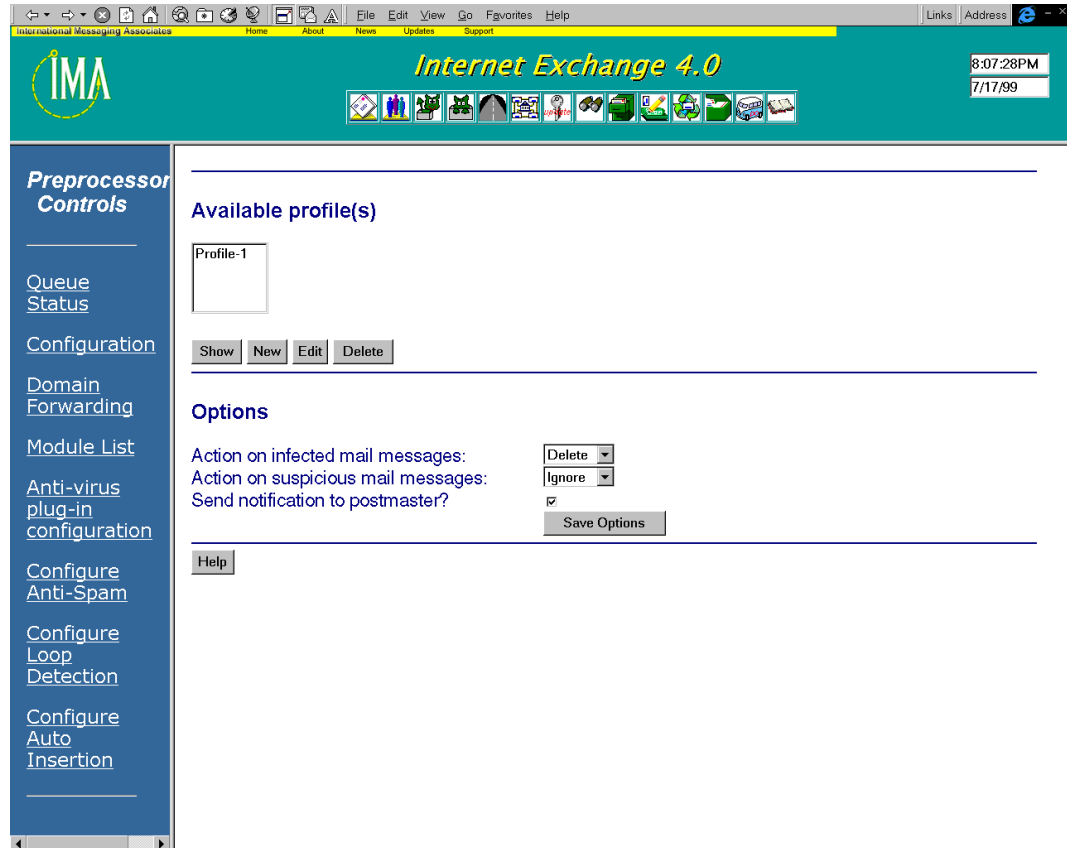 File Edit View Go Favorites Help
Links Address
International Messaging Associates
Home About News Updates Support
IMA
Internet Exchange 4.0
8:07:28PM
7/17/99
update
Preprocessor
Controls
Queue
Status
Configuration
Domain
Forwarding
Module List
Anti-virus
plug-in
configuration
Configure
Anti-Spam
Configure
Loop
Detection
Configure
Auto
Insertion
Available profile(s)
Profile-1
Show New Edit Delete
Options
Action on infected mail messages: Delete
Action on suspicious mail messages: Ignore
Send notification to postmaster?
Save Options
Help